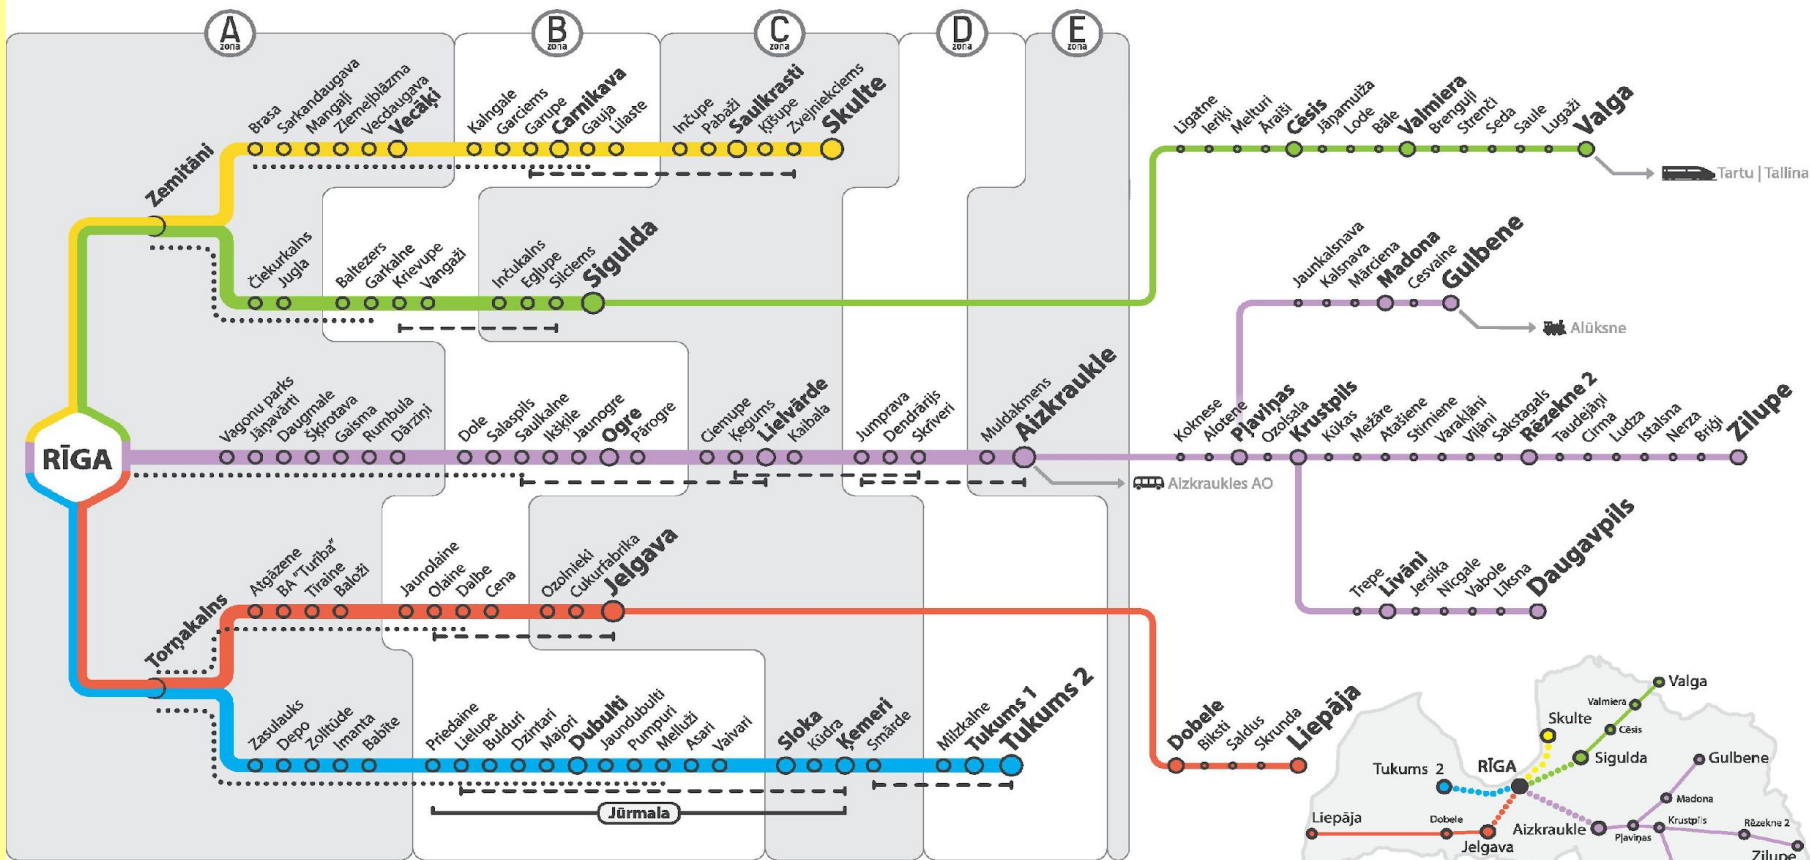 A
zona
B
zona
C
zona
D
zona
E
zona
Zemitāni
Brasa
Sarkandaugava
Mangaļi
Ziemeļblāzma
Vecdaugava
Vecāķi
Kalngale
Garciems
Garupe
Carnikava
Gauja
Lilaste
Inčupe
Pabaži
Saulkrasti
Ķīšupe
Zvejniekciems
Skulte
Līgatne
Ieriķi
Melturi
Āraiši
Cēsis
Jāņamuiža
Lode
Bāle
Valmiera
Brenguļi
Strenči
Seda
Saule
Lugaži
Valga
Tartu | Tallina
Čiekurkalns
Jugla
Baltezers
Garkalne
Krievupe
Vangaži
Inčukalns
Egļupe
Silciems
Sigulda
Jaunkalsnava
Kalsnava
Mārciena
Madona
Cesvaine
Gulbene
Alūksne
RĪGA
Vagonu parks
Jāņavārti
Daugmale
Šķirotava
Gaisma
Rumbula
Dārziņi
Dole
Salaspils
Saulkalne
Ikšķile
Jaunogre
Ogre
Pārogre
Ciemupe
Ķegums
Lielvārde
Kaibala
Jumprava
Dendrārijs
Skrīveri
Muldakmens
Aizkraukle
Aizkraukles AO
Koknese
Alotene
Pļaviņas
Ozolsala
Krustpils
Kūkas
Mežāre
Atašiene
Stirniene
Varakļāni
Viļāni
Sakstagals
Rēzekne 2
Taudejāņi
Cirma
Ludza
Istalsna
Nerza
Briģi
Zilupe
Trepe
Līvāni
Jersika
Nīcgale
Vabole
Līksna
Daugavpils
Torņakalns
Atgāzene
BA "Turība"
Tīraine
Baloži
Jaunolaine
Olaine
Dalbe
Cena
Ozolnieki
Cukurfabrika
Jelgava
Dobele
Biksti
Saldus
Skrunda
Liepāja
Zasulauks
Depo
Zolitūde
Imanta
Babīte
Priedaine
Lielupe
Bulduri
Dzintari
Majori
Dubulti
Jaundubulti
Pumpuri
Melluži
Asari
Vaivari
Sloka
Kūdra
Ķemeri
Smārde
Milzkalne
Tukums 1
Tukums 2
Jūrmala
Valga
Valmiera
Skulte
Cēsis
Sigulda
Gulbene
RĪGA
Tukums 2
Madona
Liepāja
Dobele
Jelgava
Aizkraukle
Pļaviņas
Krustpils
Rēzekne 2
Zilupe